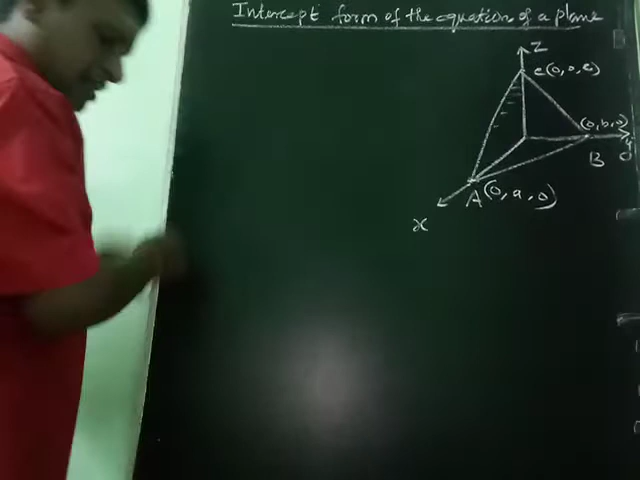 Intercept form of the equation of a plane
Z
C(0,0,c)
(0,b,0)
y
B
A(0,a,0)
x